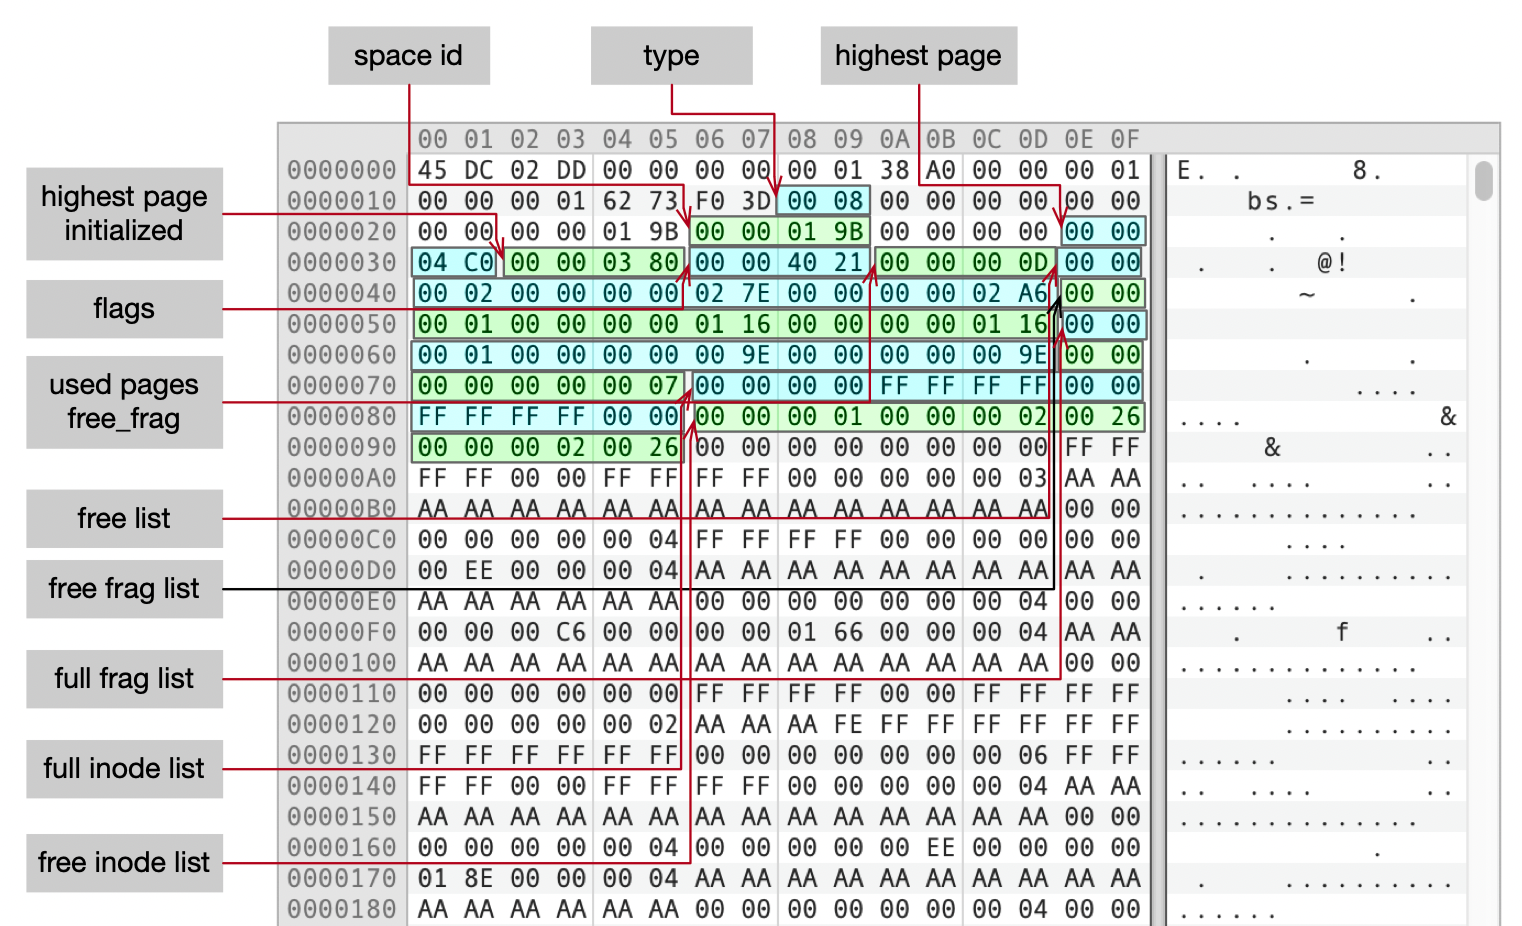 space id
type
highest page
highest page
initialized
flags
used pages
free_frag
free list
free frag list
full frag list
full inode list
free inode list
00 01 02 03 04 05 06 07 08 09 0A 0B 0C 0D 0E 0F
0000000 45 DC 02 DD 00 00 00 00 00 01 38 A0 00 00 00 01 E. . 8.
0000010 00 00 00 01 62 73 F0 3D 00 08 00 00 00 00 00 00 bs.=
0000020 00 00 00 00 01 9B 00 00 01 9B 00 00 00 00 00 00 . .
0000030 04 C0 00 00 03 80 00 00 40 21 00 00 00 0D 00 00 . . @!
0000040 00 02 00 00 00 00 02 7E 00 00 00 00 02 A6 00 00 ~ .
0000050 00 01 00 00 00 00 01 16 00 00 00 00 01 16 00 00
0000060 00 01 00 00 00 00 00 9E 00 00 00 00 00 9E 00 00 . .
0000070 00 00 00 00 00 07 00 00 00 00 FF FF FF FF 00 00 ....
0000080 FF FF FF FF 00 00 00 00 00 01 00 00 00 02 00 26 .... &
0000090 00 00 00 02 00 26 00 00 00 00 00 00 00 00 FF FF & ..
00000A0 FF FF 00 00 FF FF FF FF 00 00 00 00 00 03 AA AA .. .... ..
00000B0 AA AA AA AA AA AA AA AA AA AA AA AA AA AA 00 00 ..............
00000C0 00 00 00 00 00 04 FF FF FF FF 00 00 00 00 00 00 ....
00000D0 00 EE 00 00 00 04 AA AA AA AA AA AA AA AA AA AA . ..........
00000E0 AA AA AA AA AA AA 00 00 00 00 00 00 00 04 00 00 ......
00000F0 00 00 00 C6 00 00 00 00 01 66 00 00 00 04 AA AA . f ..
0000100 AA AA AA AA AA AA AA AA AA AA AA AA AA AA 00 00 ..............
0000110 00 00 00 00 00 00 FF FF FF FF 00 00 FF FF FF FF .... ....
0000120 00 00 00 00 00 02 AA AA AA FE FF FF FF FF FF FF ..........
0000130 FF FF FF FF FF FF 00 00 00 00 00 00 00 06 FF FF ...... ..
0000140 FF FF 00 00 FF FF FF FF 00 00 00 00 00 04 AA AA .. .... ..
0000150 AA AA AA AA AA AA AA AA AA AA AA AA AA AA 00 00 ..............
0000160 00 00 00 00 00 04 00 00 00 00 00 EE 00 00 00 00 .
0000170 01 8E 00 00 00 04 AA AA AA AA AA AA AA AA AA AA . ..........
0000180 AA AA AA AA AA AA 00 00 00 00 00 00 00 04 00 00 ......